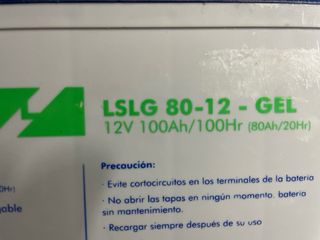 LSLG 80-12 - GEL
12V 100Ah/100Hr (80Ah/20Hr)
Precaución:
· Evite cortocircuitos en los terminales de la batería
· No abrir las tapas en ningún momento. batería
sin mantenimiento.
· Recargar siempre después de su uso